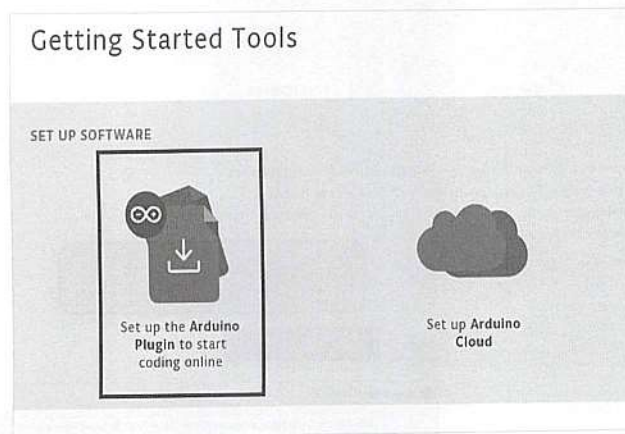 Getting Started Tools
SET UP SOFTWARE
Set up the Arduino
Plugin to start
coding online
Set up Arduino
Cloud